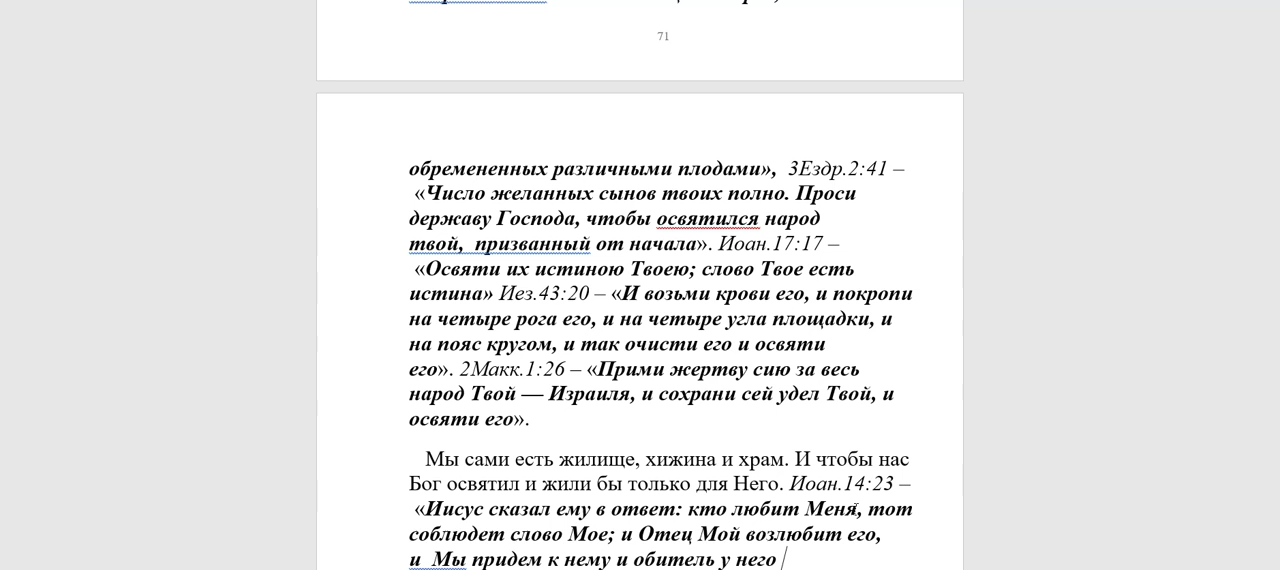 71
обремененных различными плодами», 3Ездр.2:41 –
«Число желанных сынов твоих полно. Проси
державу Господа, чтобы освятился народ
твой, призванный от начала». Иоан.17:17 –
«Освяти их истиною Твоею; слово Твое есть
истина» Иез.43:20 – «И возьми крови его, и покропи
на четыре рога его, и на четыре угла площадки, и
на пояс кругом, и так очисти его и освяти
его». 2Макк.1:26 – «Прими жертву сию за весь
народ Твой — Израиля, и сохрани сей удел Твой, и
освяти его».
Мы сами есть жилище, хижина и храм. И чтобы нас
Бог освятил и жили бы только для Него. Иоан.14:23 –
«Иисус сказал ему в ответ: кто любит Меня, тот
соблюдет слово Мое; и Отец Мой возлюбит его,
и Мы придем к нему и обитель у него